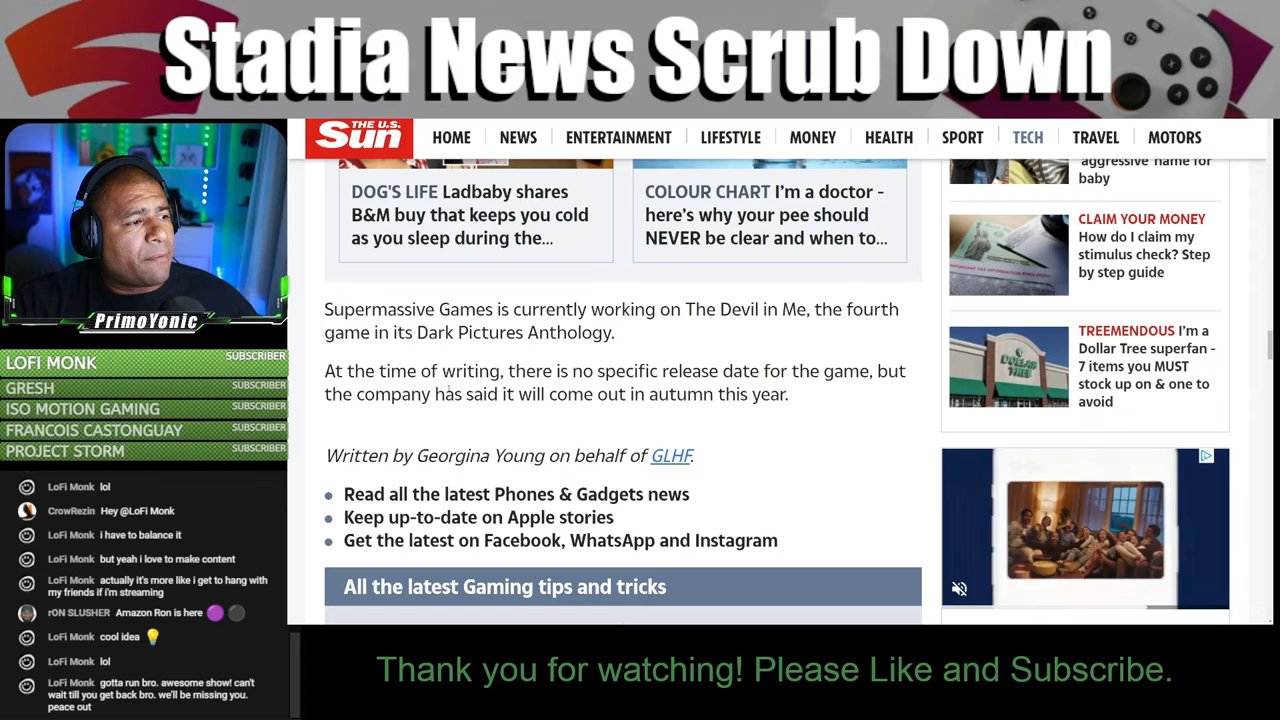 Stadia News Scrub Down
THE U.S.
Sun
HOME
NEWS
ENTERTAINMENT
LIFESTYLE
MONEY
HEALTH
SPORT
TECH
TRAVEL
MOTORS
DOG'S LIFE Ladbaby shares
B&M buy that keeps you cold
as you sleep during the...
COLOUR CHART I'm a doctor -
here's why your pee should
NEVER be clear and when to...
aggressive name for
baby
CLAIM YOUR MONEY
How do I claim my
stimulus check? Step
by step guide
TREEMENDOUS I'm a
Dollar Tree superfan -
7 items you MUST
stock up on & one to
avoid
DOLLAR TREE
Supermassive Games is currently working on The Devil in Me, the fourth
game in its Dark Pictures Anthology.
At the time of writing, there is no specific release date for the game, but
the company has said it will come out in autumn this year.
Written by Georgina Young on behalf of GLHF.
Read all the latest Phones & Gadgets news
Keep up-to-date on Apple stories
Get the latest on Facebook, WhatsApp and Instagram
All the latest Gaming tips and tricks
PrimoYonic
LOFI MONK SUBSCRIBER
GRESH SUBSCRIBER
ISO MOTION GAMING SUBSCRIBER
FRANCOIS CASTONGUAY SUBSCRIBER
PROJECT STORM SUBSCRIBER
LoFi Monk lol
CrowRezin Hey @LoFi Monk
LoFi Monk i have to balance it
LoFi Monk but yeah i love to make content
LoFi Monk actually it's more like i get to hang with
my friends if i'm streaming
rON SLUSHER Amazon Ron is here
LoFi Monk cool idea
LoFi Monk lol
LoFi Monk gotta run bro. awesome show! can't
wait till you get back bro. we'll be missing you.
peace out
Thank you for watching! Please Like and Subscribe.